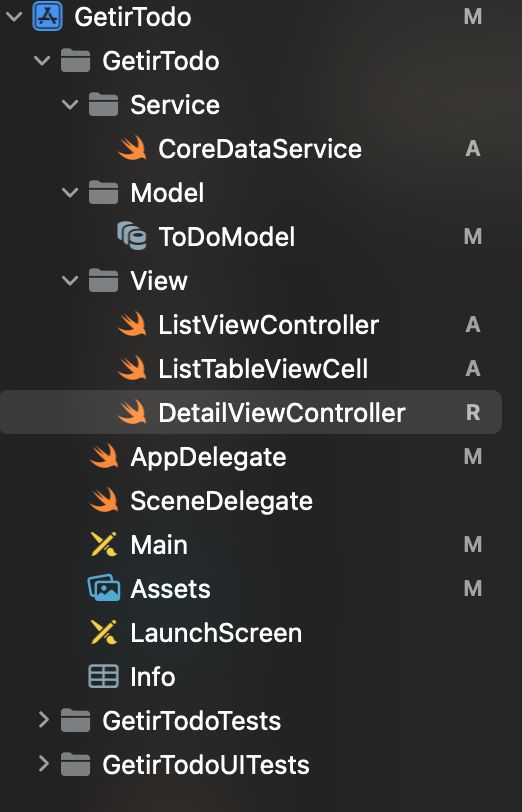 GetirTodo M
GetirTodo
Service
CoreDataService A
Model
ToDoModel M
View
ListViewController A
ListTableViewCell A
DetailViewController R
AppDelegate M
SceneDelegate
Main M
Assets M
LaunchScreen
Info
GetirTodoTests
GetirTodoUITests